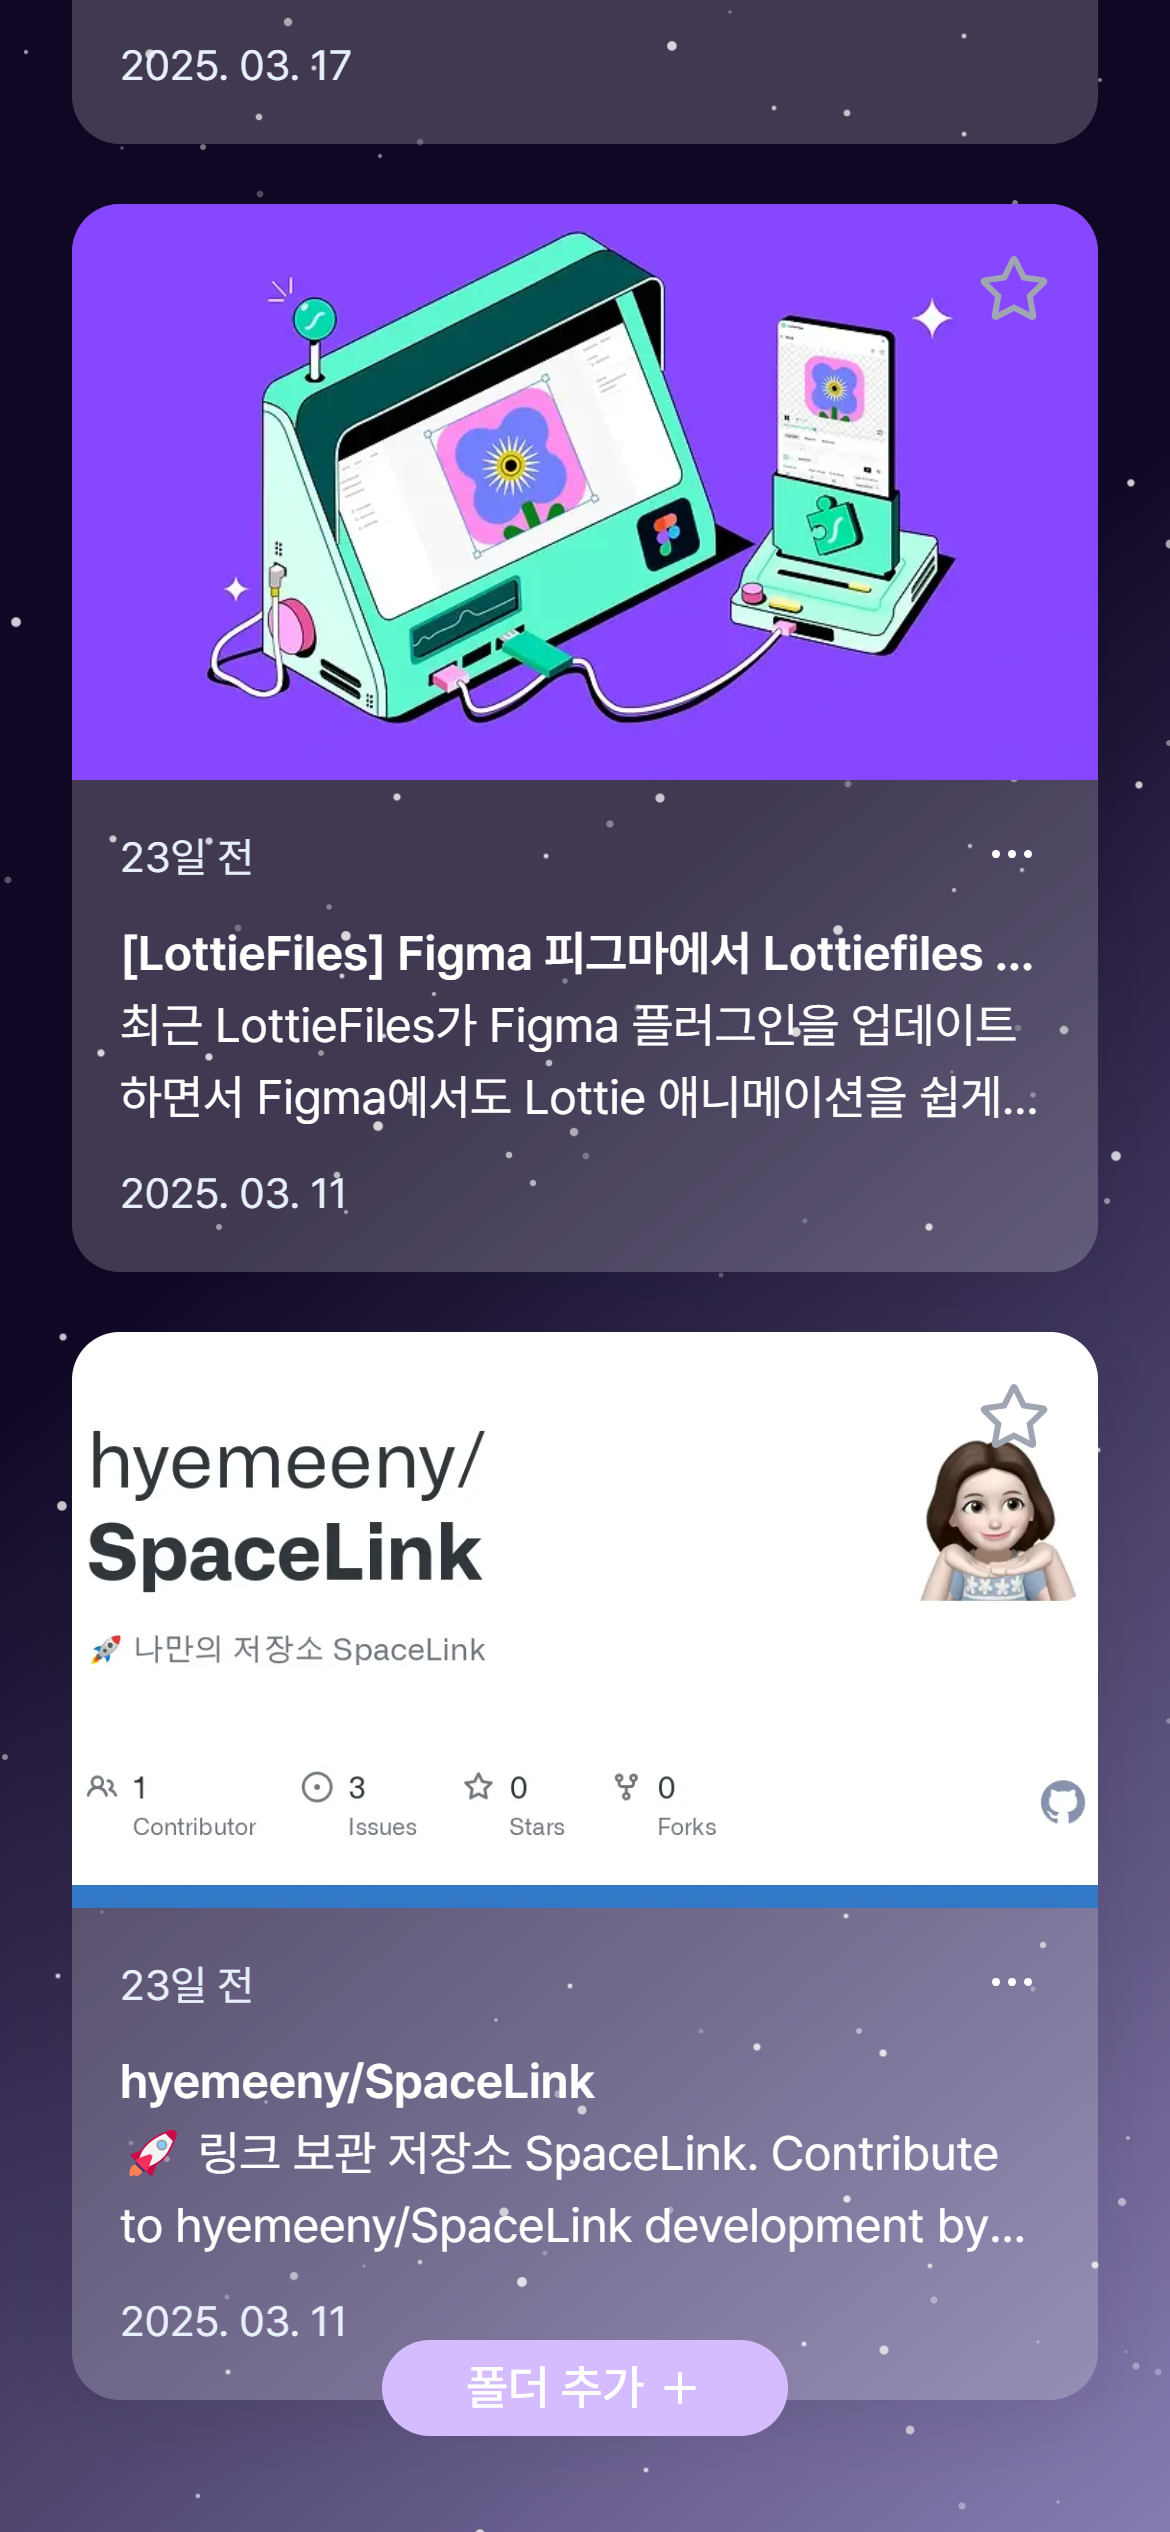 2025. 03. 17
23일 전
[LottieFiles] Figma 피그마에서 Lottiefiles ...
최근 LottieFiles가 Figma 플러그인을 업데이트
하면서 Figma에서도 Lottie 애니메이션을 쉽게...
2025. 03. 11
hyemeeny/
SpaceLink
🚀 나만의 저장소 SpaceLink
1 3 0 0
Contributor Issues Stars Forks
23일 전
hyemeeny/SpaceLink
🚀 링크 보관 저장소 SpaceLink. Contribute
to hyemeeny/SpaceLink development by...
2025. 03. 11
폴더 추가 +